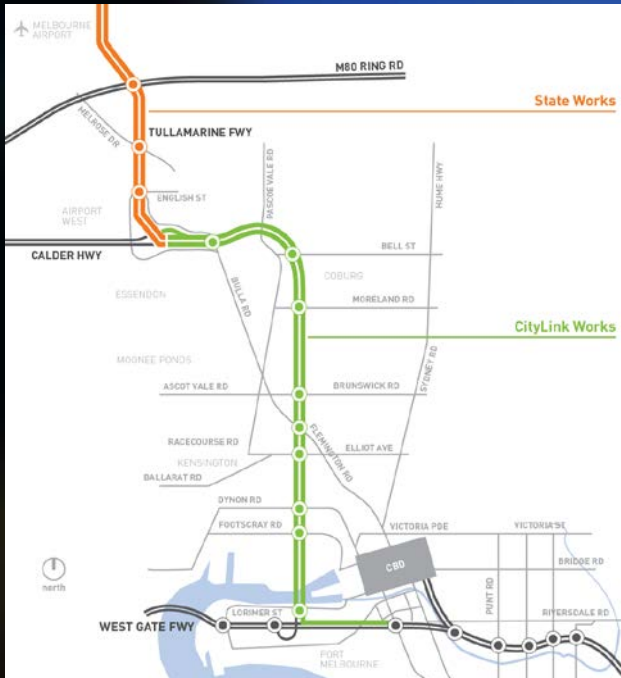 MELBOURNE
AIRPORT
M80 RING RD
State Works
MELROSE DR
TULLAMARINE FWY
PASCOE VALE RD
HUME HWY
ENGLISH ST
AIRPORT
WEST
CALDER HWY
BELL ST
COBURG
ESSENDON
BULLA RD
MORELAND RD
CityLink Works
MOONEE PONDS
SYDNEY RD
ASCOT VALE RD
BRUNSWICK RD
FLEMINGTON RD
RACECOURSE RD
ELLIOT AVE
KENSINGTON
BALLARAT RD
DYNON RD
FOOTSCRAY RD
VICTORIA PDE
VICTORIA ST
CBD
BRIDGE RD
north
PUNT RD
LORIMER ST
RIVERSDALE RD
WEST GATE FWY
PORT
MELBOURNE